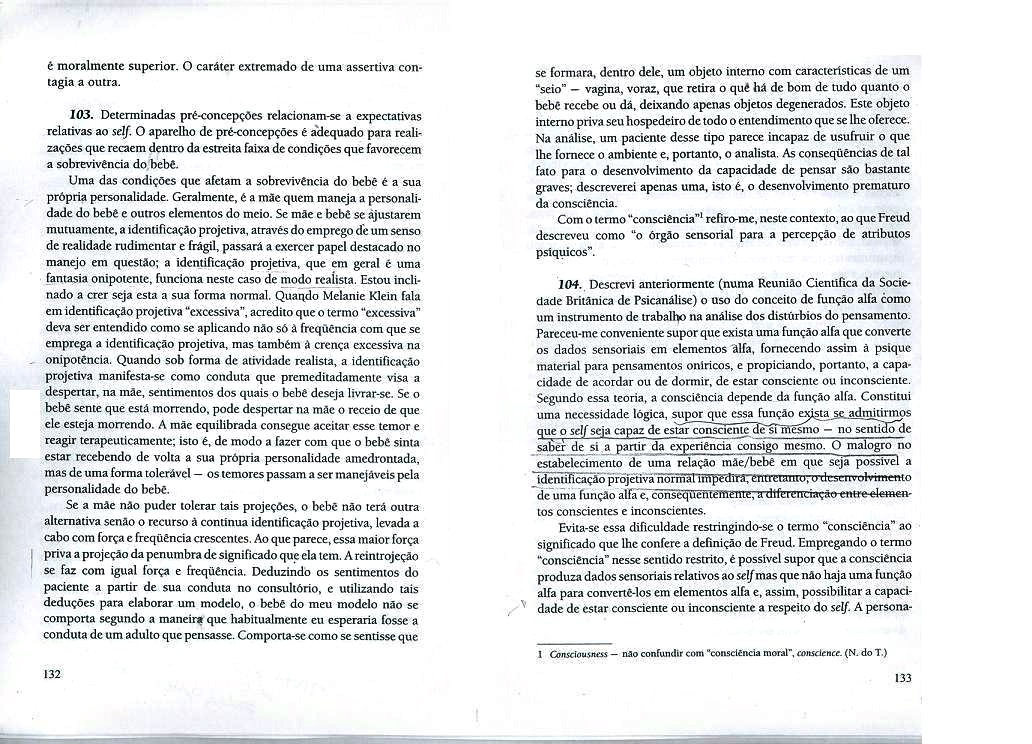 é moralmente superior. O caráter extremado de uma assertiva con-
tagia a outra.
103. Determinadas pré-concepções relacionam-se a expectativas
relativas ao self. O aparelho de pré-concepções é adequado para reali-
zações que recaem dentro da estreita faixa de condições que favorecem
a sobrevivência do bebê.
Uma das condições que afetam a sobrevivência do bebê é a sua
própria personalidade. Geralmente, é a mãe quem maneja a personali-
dade do bebê e outros elementos do meio. Se mãe e bebê se ajustarem
mutuamente, a identificação projetiva, através do emprego de um senso
de realidade rudimentar e frágil, passará a exercer papel destacado no
manejo em questão; a identificação projetiva, que em geral é uma
fantasia onipotente, funciona neste caso de modo realista. Estou incli-
nado a crer seja esta a sua forma normal. Quando Melanie Klein fala
em identificação projetiva “excessiva”, acredito que o termo “excessiva”
deva ser entendido como se aplicando não só à freqüência com que se
emprega a identificação projetiva, mas também à crença excessiva na
onipotência. Quando sob forma de atividade realista, a identificação
projetiva manifesta-se como conduta que premeditadamente visa a
despertar, na mãe, sentimentos dos quais o bebê deseja livrar-se. Se o
bebê sente que está morrendo, pode despertar na mãe o receio de que
ele esteja morrendo. A mãe equilibrada consegue aceitar esse temor e
reagir terapeuticamente; isto é, de modo a fazer com que o bebê sinta
estar recebendo de volta a sua própria personalidade amedrontada,
mas de uma forma tolerável — os temores passam a ser manejáveis pela
personalidade do bebê.
Se a mãe não puder tolerar tais projeções, o bebê não terá outra
alternativa senão o recurso à contínua identificação projetiva, levada a
cabo com força e freqüência crescentes. Ao que parece, essa maior força
priva a projeção da penumbra de significado que ela tem. A reintrojeção
se faz com igual força e freqüência. Deduzindo os sentimentos do
paciente a partir de sua conduta no consultório, e utilizando tais
deduções para elaborar um modelo, o bebê do meu modelo não se
comporta segundo a maneira que habitualmente eu esperaria fosse a
conduta de um adulto que pensasse. Comporta-se como se sentisse que
132
se formara, dentro dele, um objeto interno com características de um
“seio” — vagina, voraz, que retira o quê há de bom de tudo quanto o
bebê recebe ou dá, deixando apenas objetos degenerados. Este objeto
interno priva seu hospedeiro de todo o entendimento que se lhe oferece.
Na análise, um paciente desse tipo parece incapaz de usufruir o que
lhe fornece o ambiente e, portanto, o analista. As conseqüências de tal
fato para o desenvolvimento da capacidade de pensar são bastante
graves; descreverei apenas uma, isto é, o desenvolvimento prematuro
da consciência.
Com o termo “consciência”¹ refiro-me, neste contexto, ao que Freud
descreveu como “o órgão sensorial para a percepção de atributos
psíquicos”.
104. Descrevi anteriormente (numa Reunião Científica da Socie-
dade Britânica de Psicanálise) o uso do conceito de função alfa como
um instrumento de trabalho na análise dos distúrbios do pensamento.
Pareceu-me conveniente supor que exista uma função alfa que converte
os dados sensoriais em elementos alfa, fornecendo assim à psique
material para pensamentos oníricos, e propiciando, portanto, a capa-
cidade de acordar ou de dormir, de estar consciente ou inconsciente.
Segundo essa teoria, a consciência depende da função alfa. Constitui
uma necessidade lógica, supor que essa função exista se admitirmos
que o self seja capaz de estar consciente de si mesmo — no sentido de
saber de si a partir da experiência consigo mesmo. O malogro no
estabelecimento de uma relação mãe/bebê em que seja possível a
identificação projetiva normal impedirá, entretanto, o desenvolvimento
de uma função alfa e, conseqüentemente, a diferenciação entre elemen-
tos conscientes e inconscientes.
Evita-se essa dificuldade restringindo-se o termo “consciência” ao
significado que lhe confere a definição de Freud. Empregando o termo
“consciência” nesse sentido restrito, é possível supor que a consciência
produza dados sensoriais relativos ao self mas que não haja uma função
alfa para convertê-los em elementos alfa e, assim, possibilitar a capaci-
dade de estar consciente ou inconsciente a respeito do self. A persona-
1 Consciousness — não confundir com “consciência moral”, conscience. (N. do T.)
133